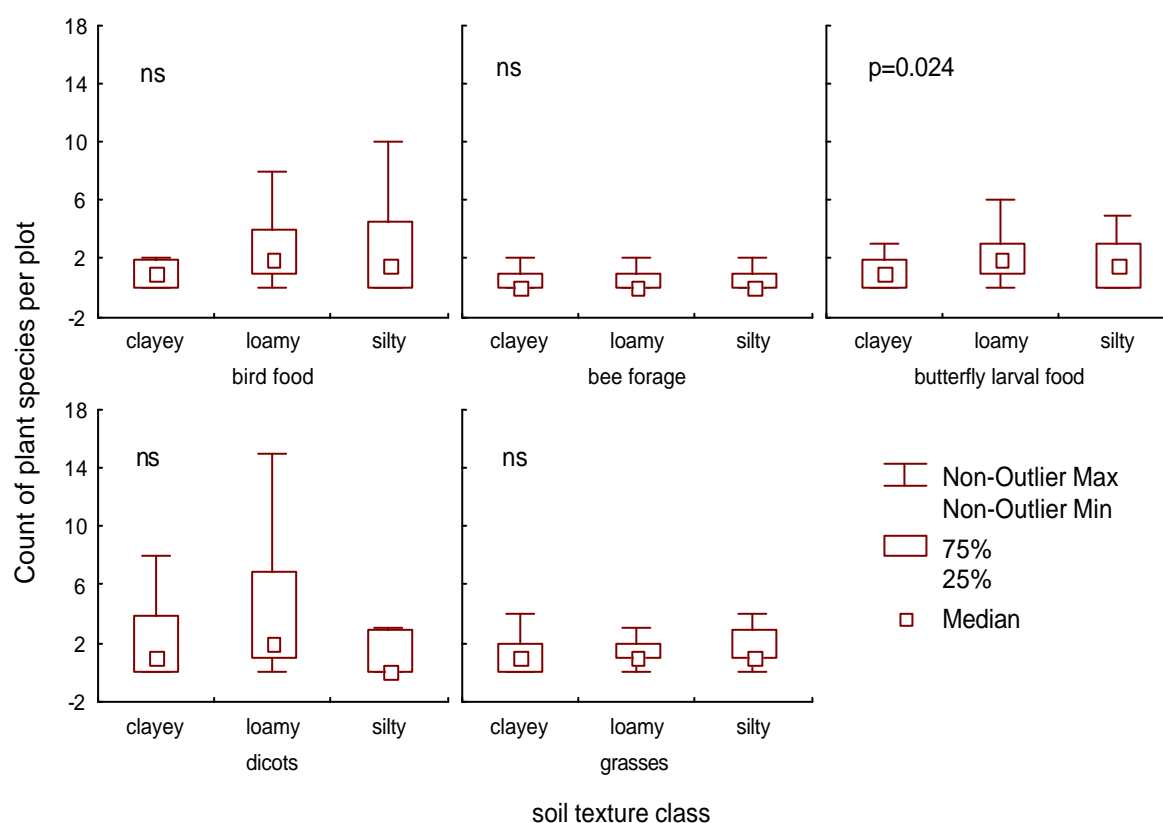 Count of plant species per plot
18
14
10
6
2
-2
ns
clayey loamy silty
bird food
ns
clayey loamy silty
bee forage
p=0.024
clayey loamy silty
butterfly larval food
18
14
10
6
2
-2
ns
clayey loamy silty
dicots
ns
clayey loamy silty
grasses
Non-Outlier Max
Non-Outlier Min
75%
25%
Median
soil texture class